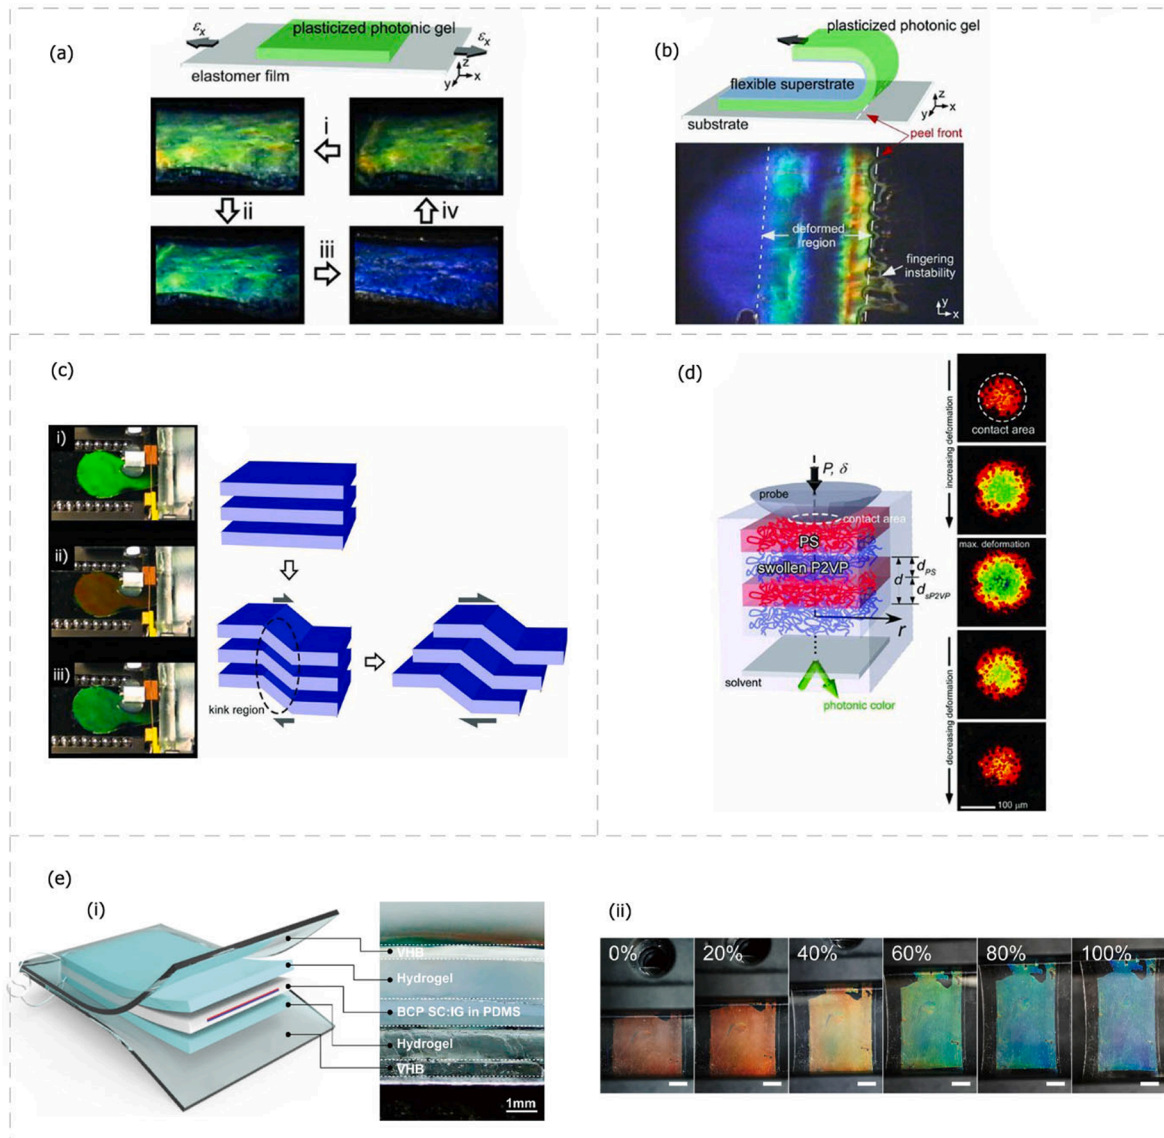 (a)
plasticized photonic gel
εx
εx
elastomer film
z
y
x
i
ii
iv
iii
(b)
plasticized photonic gel
flexible superstrate
substrate
z
y
x
peel front
deformed
region
fingering
instability
y
x
(c)
i)
ii)
iii)
kink region
(d)
P, δ
probe
contact area
PS
swollen P2VP
d
dPS
dsP2VP
r
solvent
photonic color
increasing deformation
decreasing deformation
contact area
max. deformation
100 μm
(e)
(i)
VHB
Hydrogel
BCP SC:IG in PDMS
Hydrogel
VHB
1mm
(ii)
0%
20%
40%
60%
80%
100%